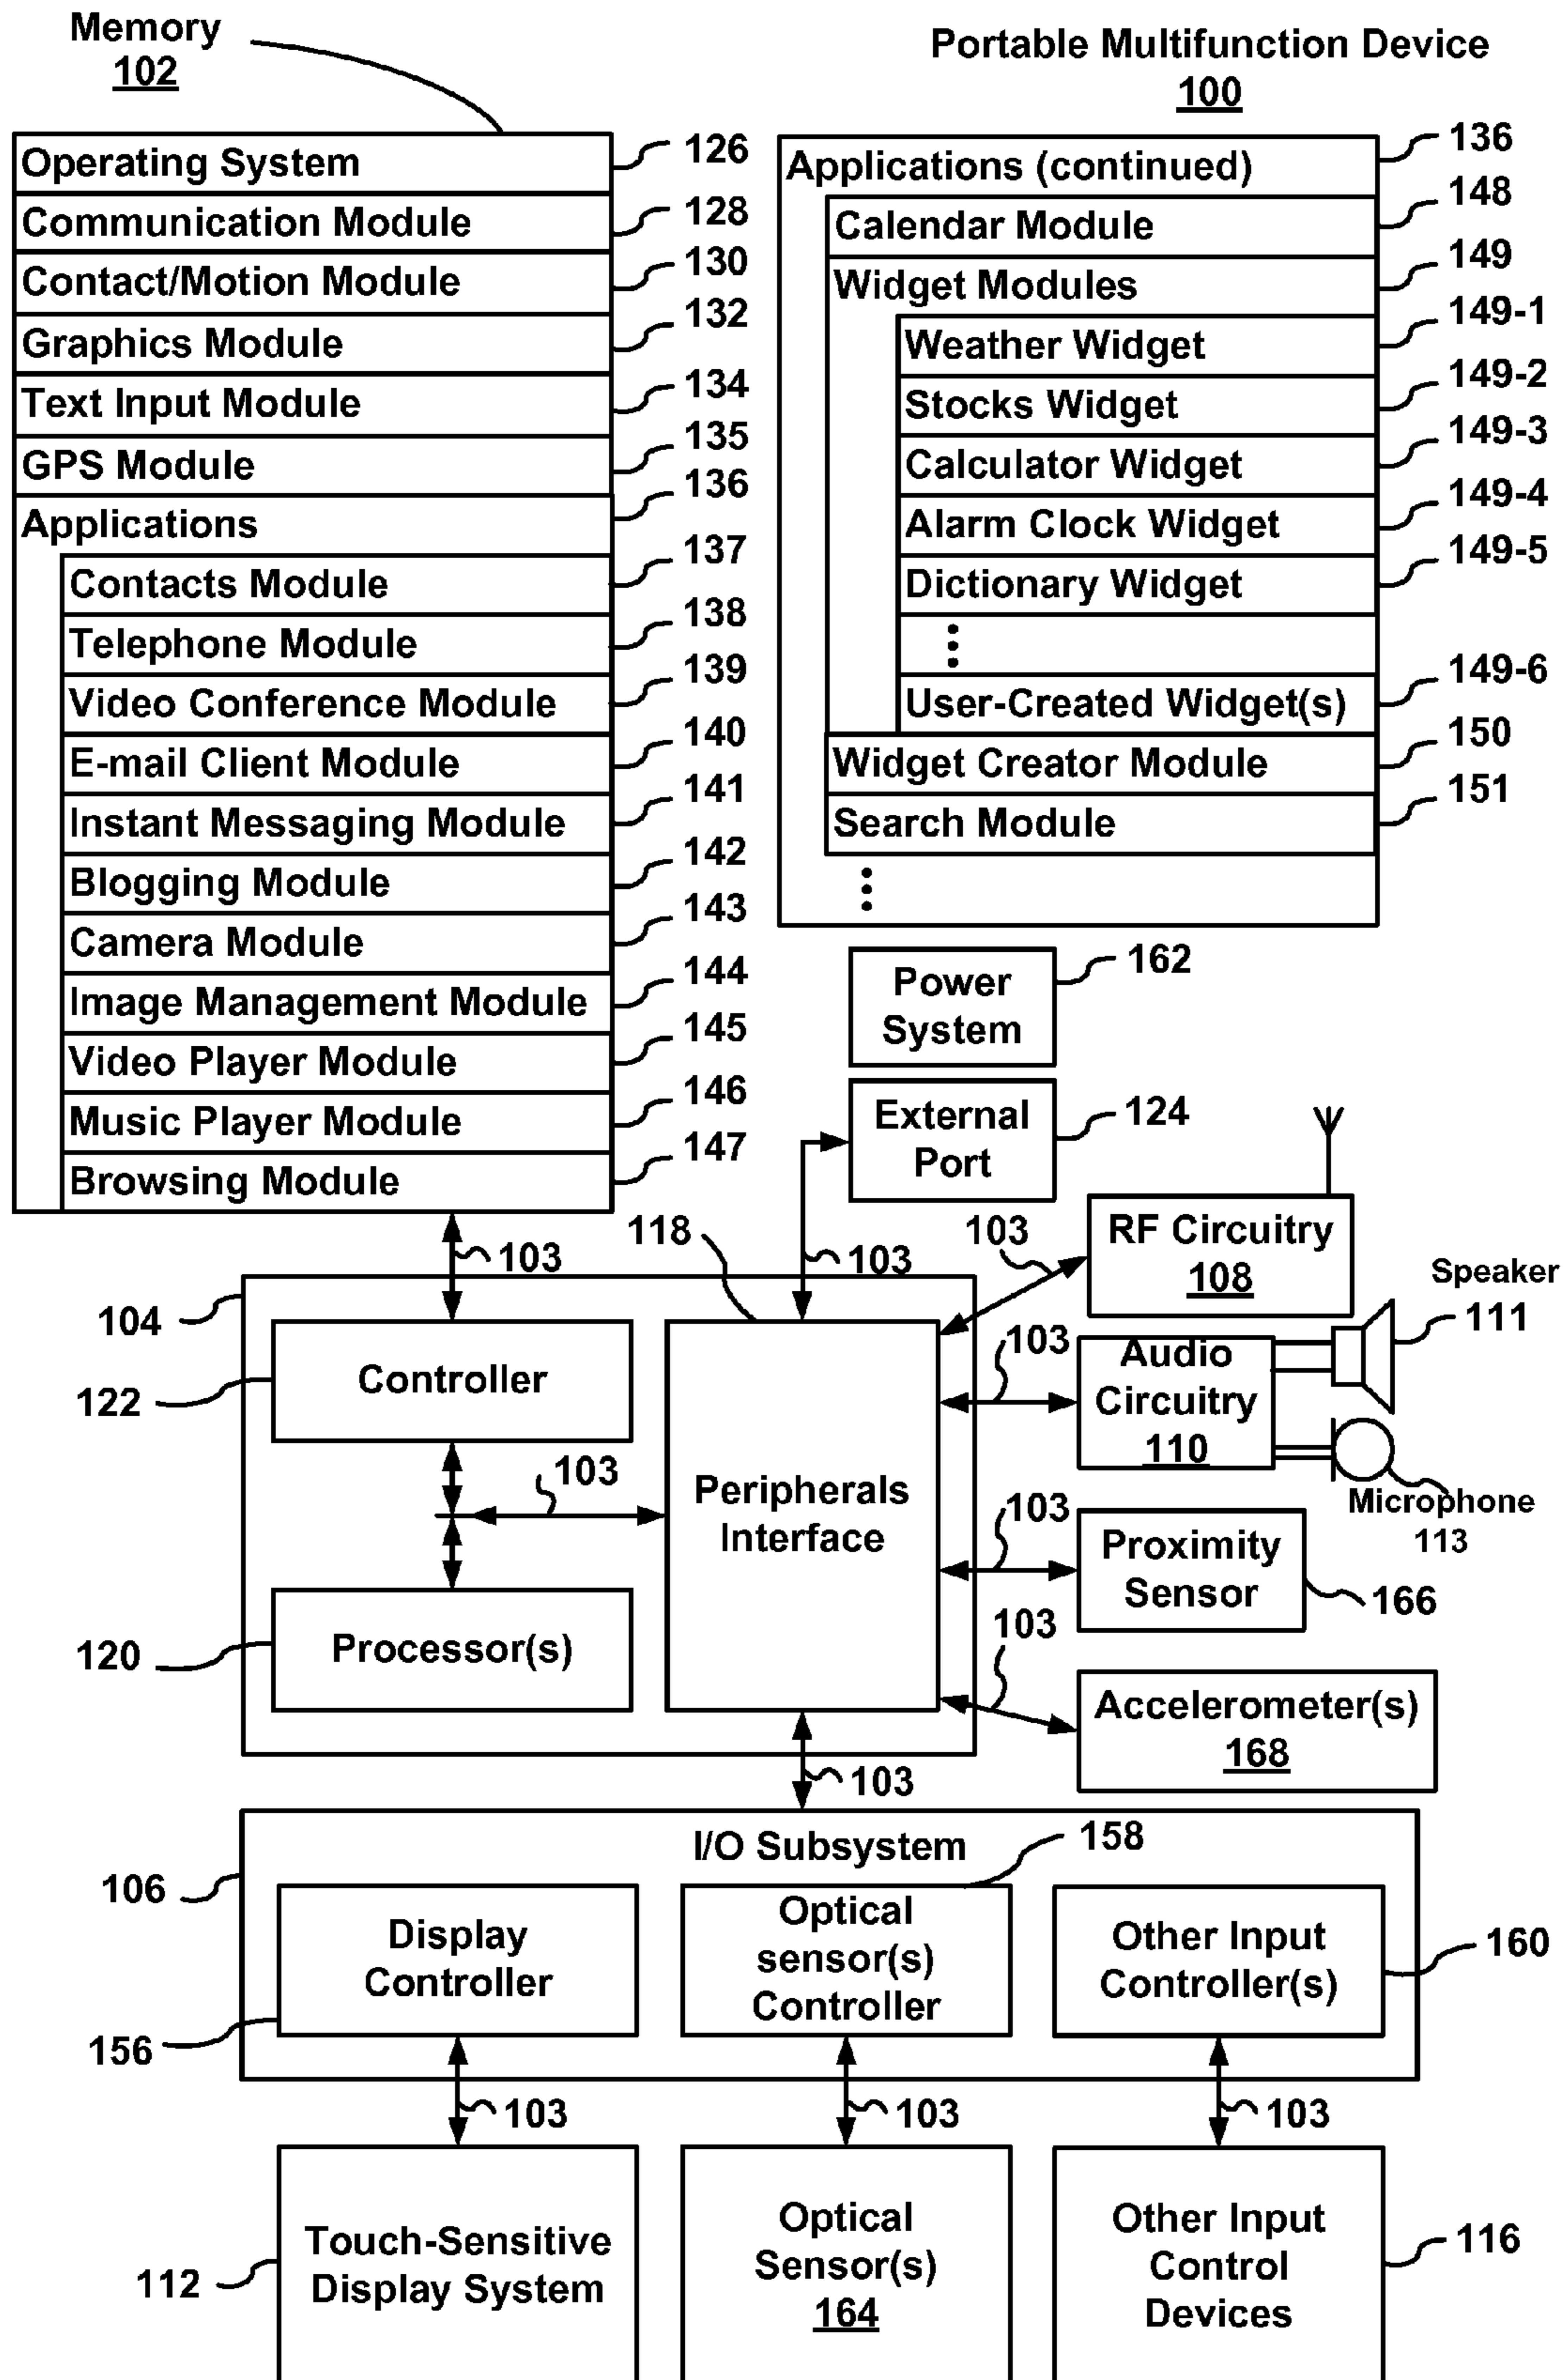 Memory
102
Portable Multifunction Device
100
Operating System
126
Communication Module
128
Contact/Motion Module
130
Graphics Module
132
Text Input Module
134
GPS Module
135
Applications
136
Contacts Module
137
Telephone Module
138
Video Conference Module
139
E-mail Client Module
140
Instant Messaging Module
141
Blogging Module
142
Camera Module
143
Image Management Module
144
Video Player Module
145
Music Player Module
146
Browsing Module
147
Applications (continued)
136
Calendar Module
148
Widget Modules
149
Weather Widget
149-1
Stocks Widget
149-2
Calculator Widget
149-3
Alarm Clock Widget
149-4
Dictionary Widget
149-5
User-Created Widget(s)
149-6
Widget Creator Module
150
Search Module
151
Power
System
162
External
Port
124
103
118
103
103
RF Circuitry
108
Speaker
111
104
Controller
122
103
Audio
Circuitry
110
Microphone
113
103
Peripherals
Interface
103
Proximity
Sensor
166
Processor(s)
120
103
Accelerometer(s)
168
103
I/O Subsystem
158
106
Display
Controller
156
Optical
sensor(s)
Controller
Other Input
Controller(s)
160
103
103
103
Touch-Sensitive
Display System
112
Optical
Sensor(s)
164
Other Input
Control
Devices
116